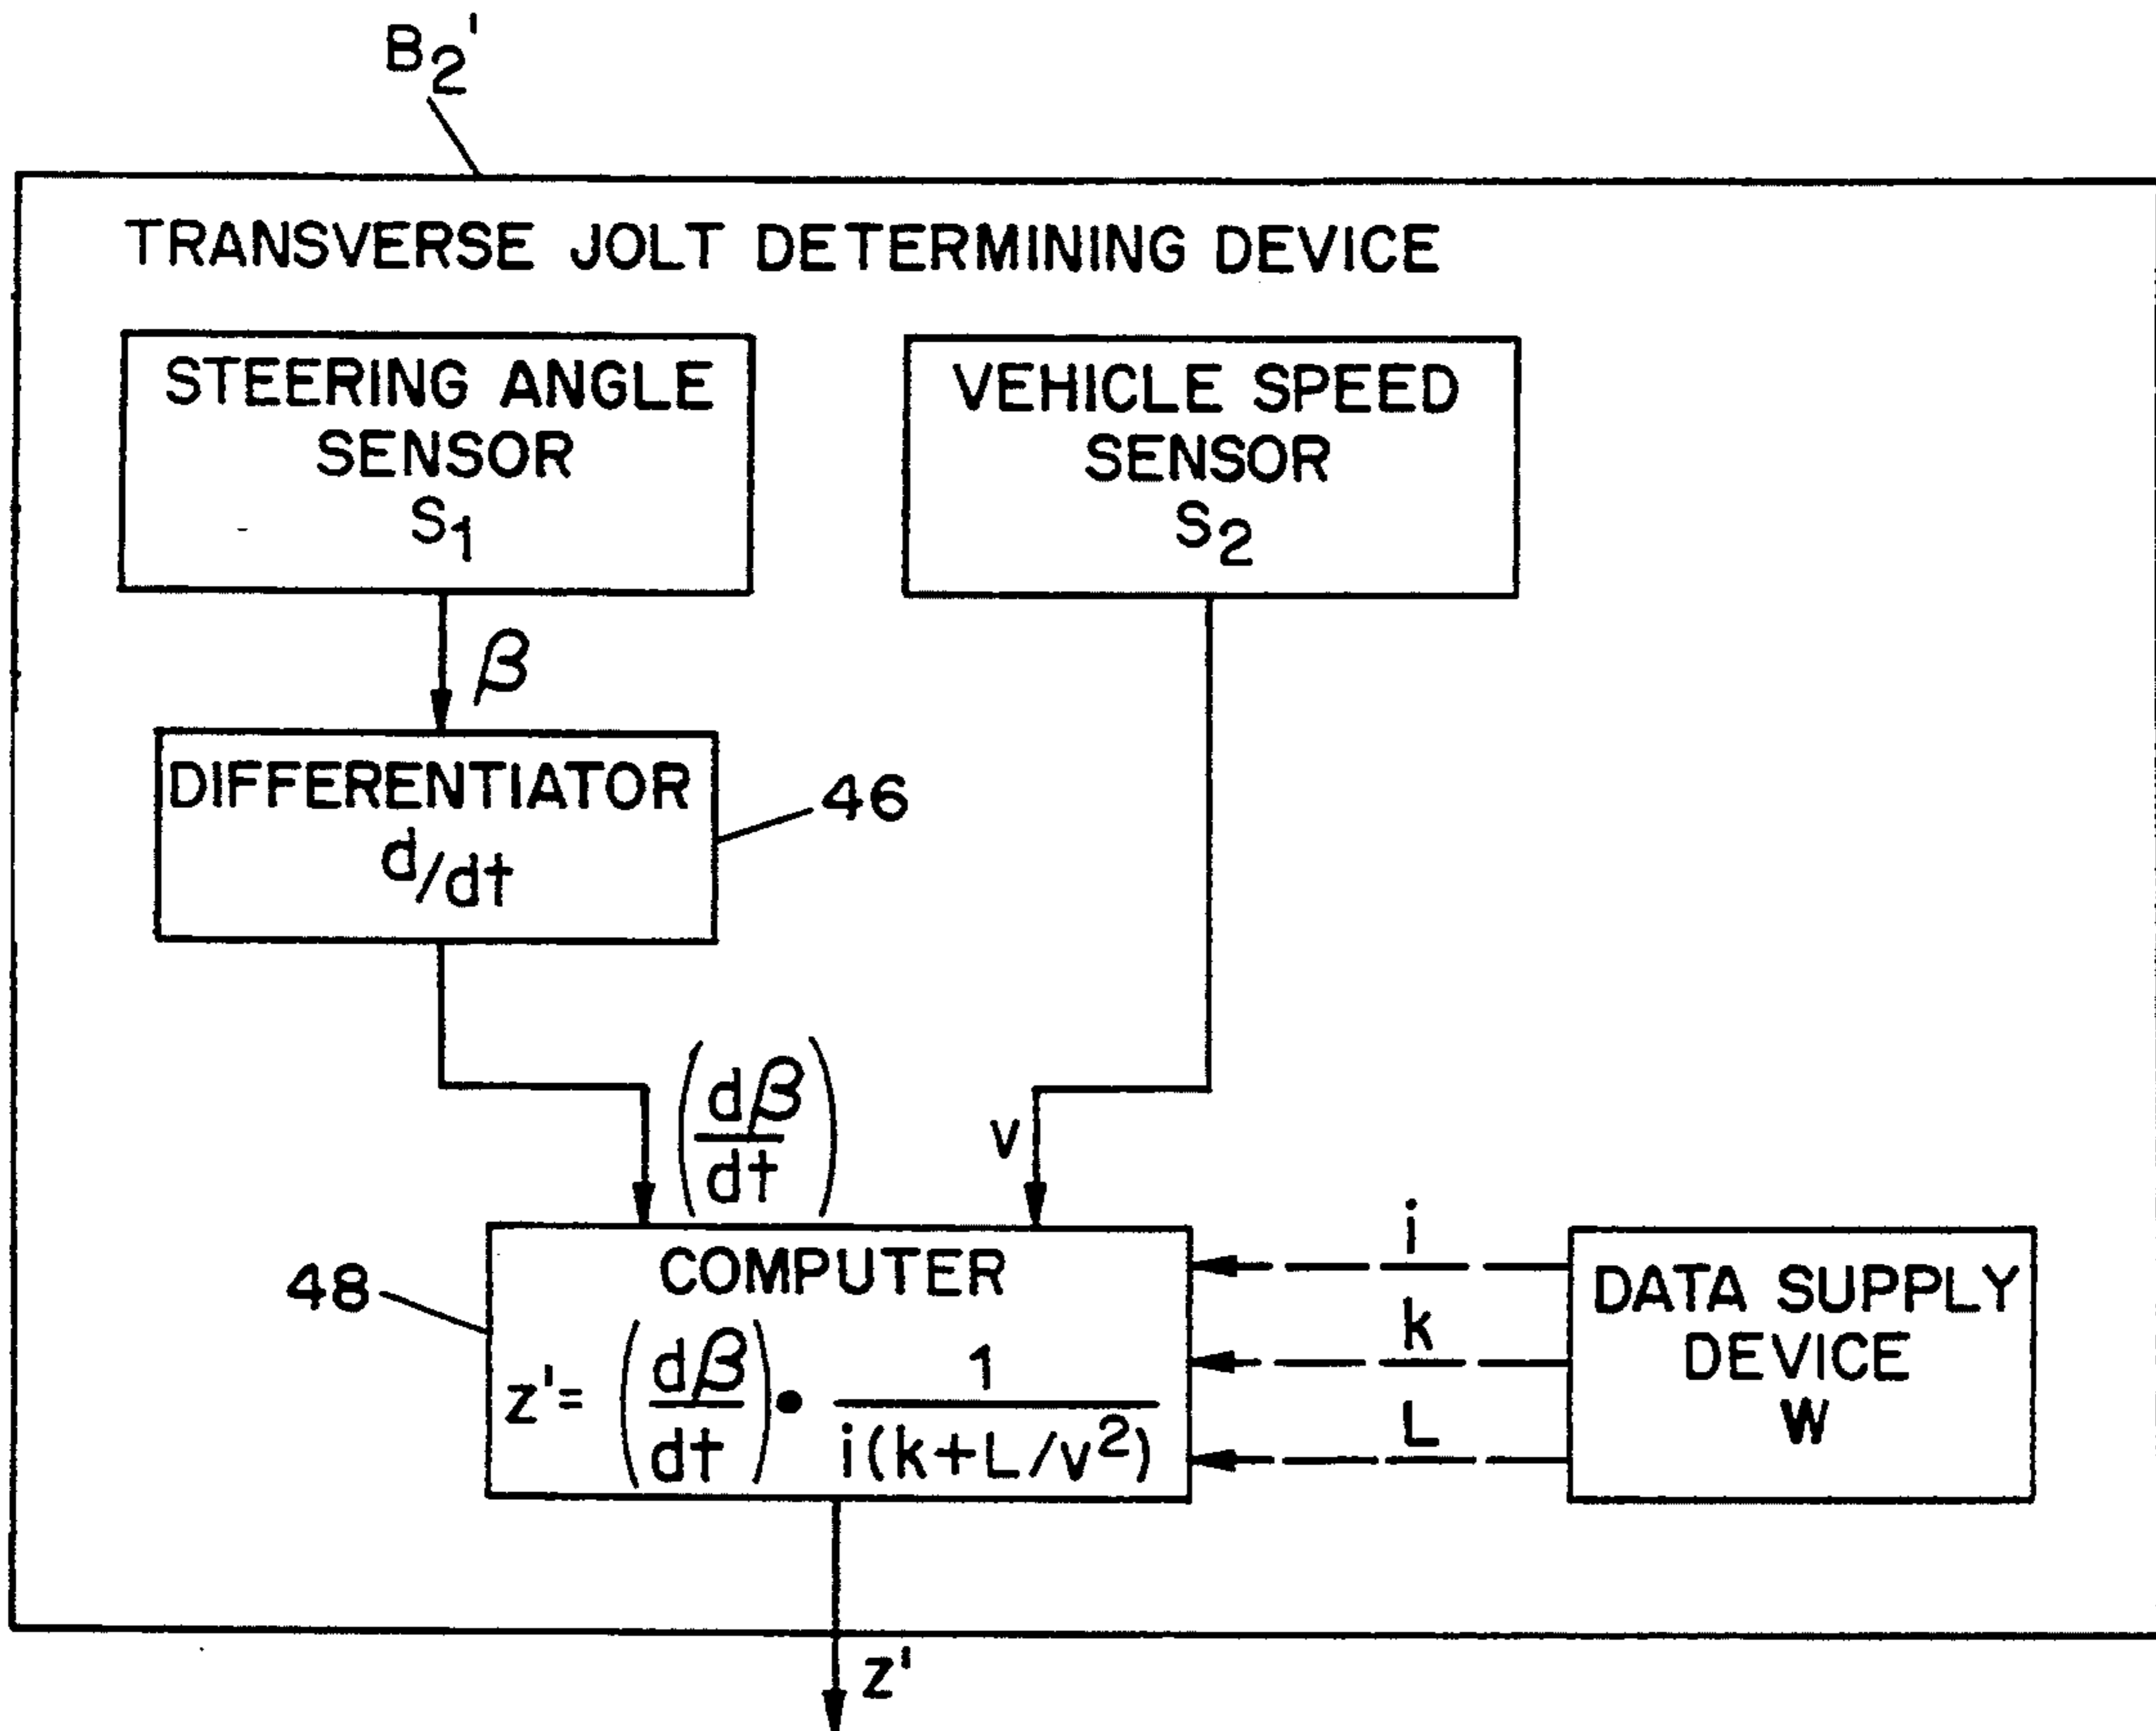 B₂'
TRANSVERSE JOLT DETERMINING DEVICE
STEERING ANGLE
SENSOR
S₁
VEHICLE SPEED
SENSOR
S₂
β
DIFFERENTIATOR
d/dt
46
(dβ/dt)
v
48
COMPUTER
z'= (dβ/dt) • 1/i(k+L/v²)
i
k
L
DATA SUPPLY
DEVICE
W
z'